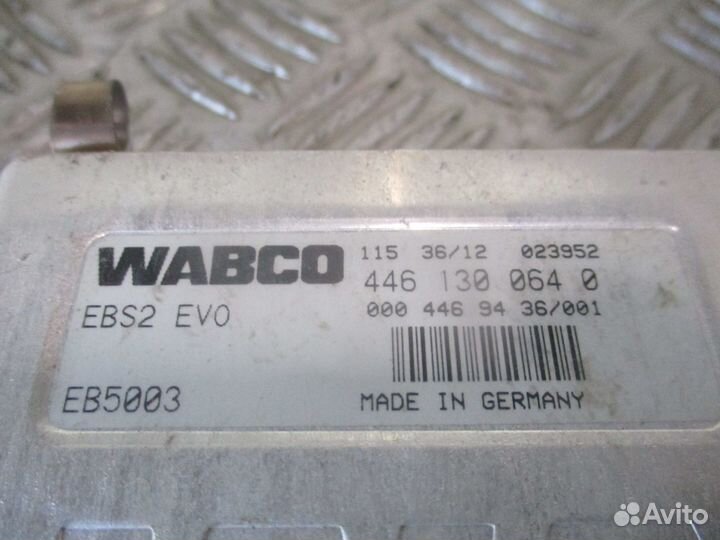 WABCO
115 36/12 023952
446 130 064 0
EBS2 EVO
000 446 94 36/001
EB5003
MADE IN GERMANY
Avito